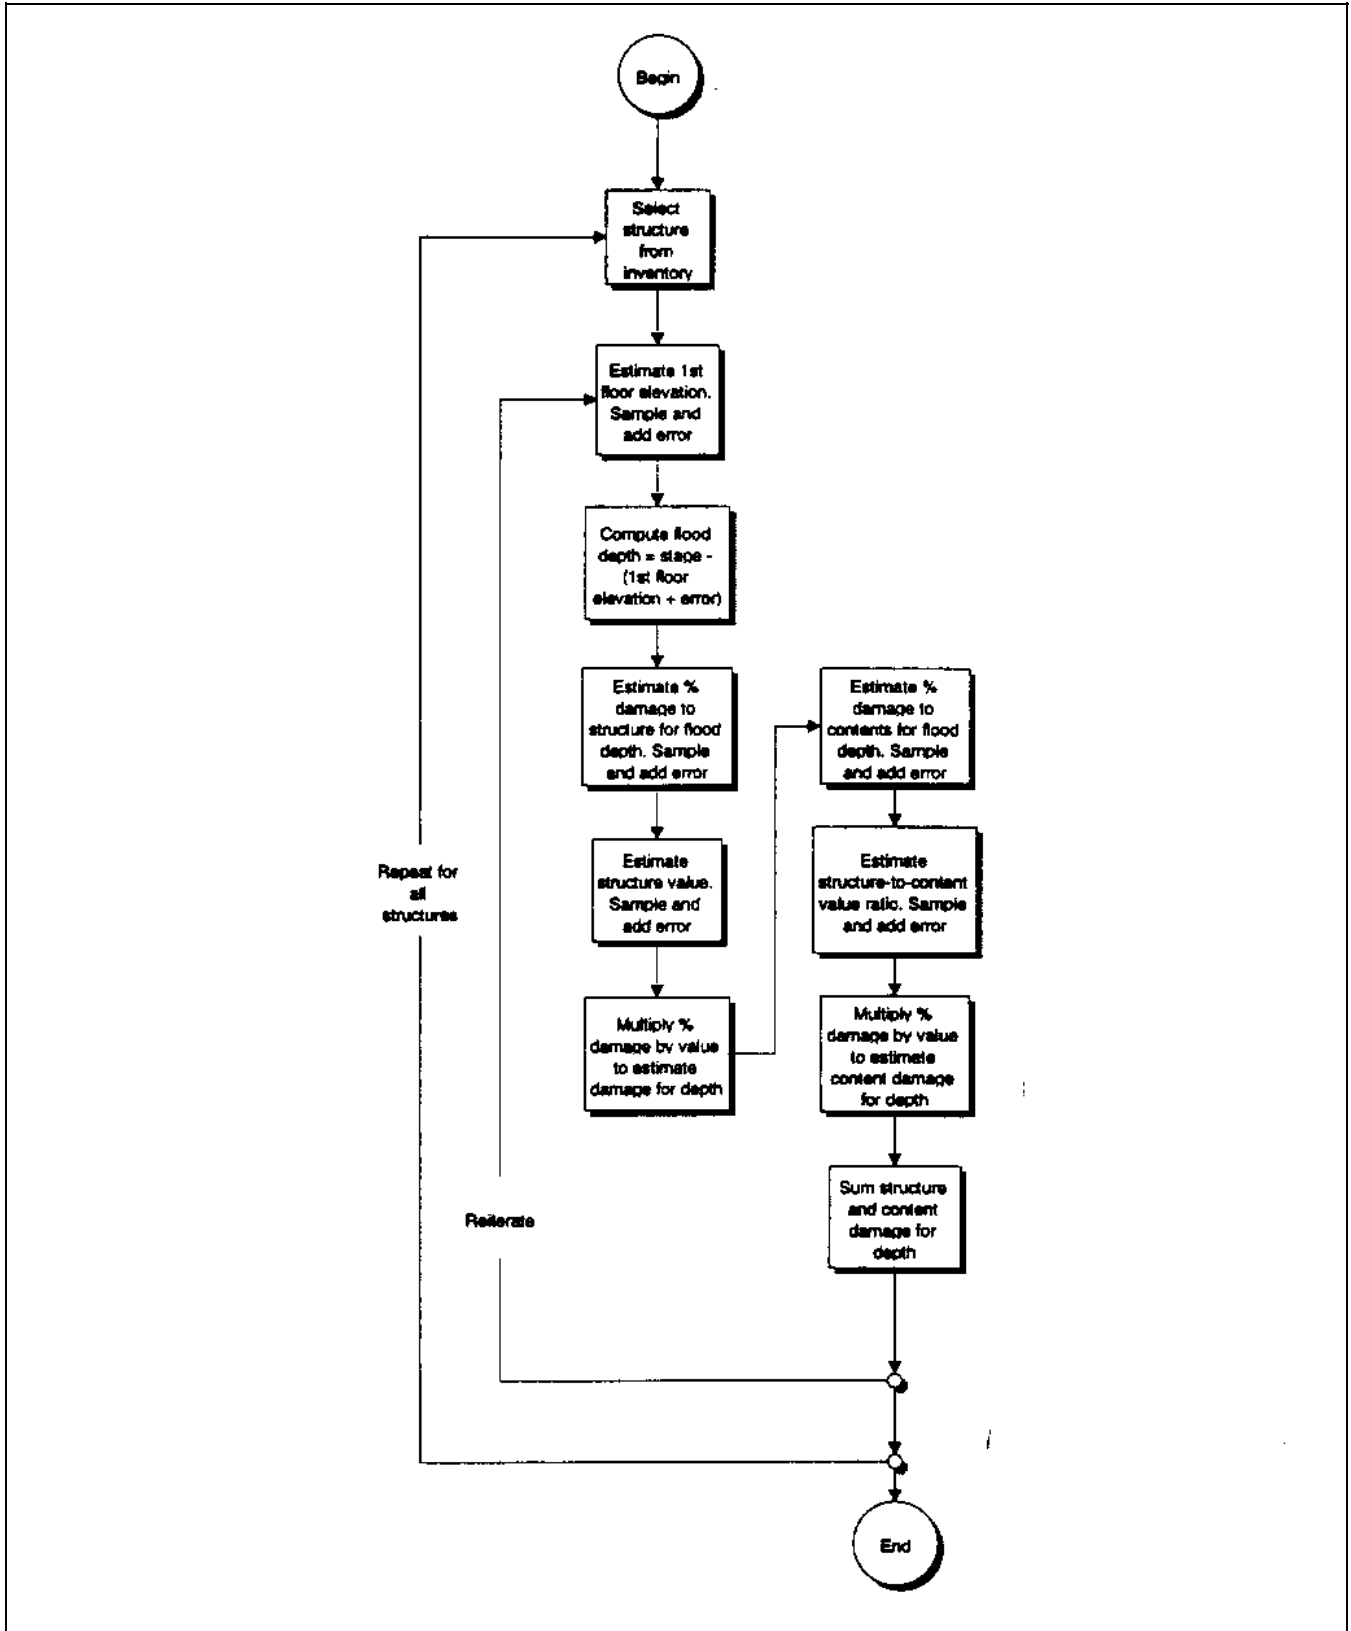 Begin
Select
structure
from
inventory
Estimate 1st
floor elevation.
Sample and
add error
Compute flood
depth = stage -
(1st floor
elevation + error)
Estimate %
damage to
structure for flood
depth. Sample
and add error
Estimate
structure value.
Sample and
add error
Multiply %
damage by value
to estimate
damage for depth
Estimate %
damage to
contents for flood
depth. Sample
and add error
Estimate
structure-to-content
value ratio. Sample
and add error
Multiply %
damage by value
to estimate
content damage
for depth
Sum structure
and content
damage for
depth
Reiterate
Repeat for
all
structures
End